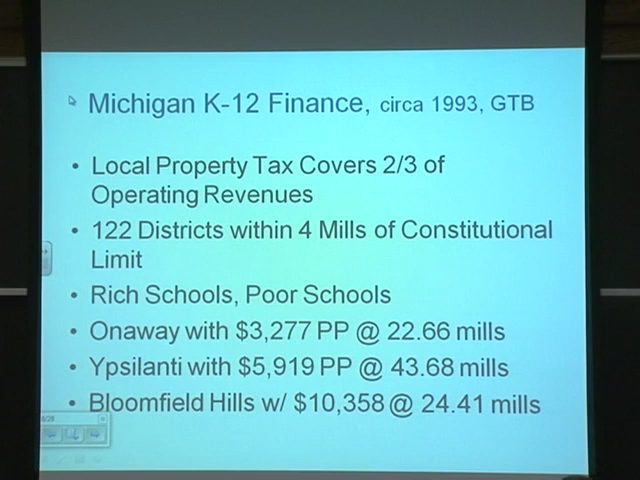 Michigan K-12 Finance, circa 1993, GTB
• Local Property Tax Covers 2/3 of
Operating Revenues
• 122 Districts within 4 Mills of Constitutional
Limit
• Rich Schools, Poor Schools
• Onaway with $3,277 PP @ 22.66 mills
• Ypsilanti with $5,919 PP @ 43.68 mills
• Bloomfield Hills w/ $10,358 @ 24.41 mills